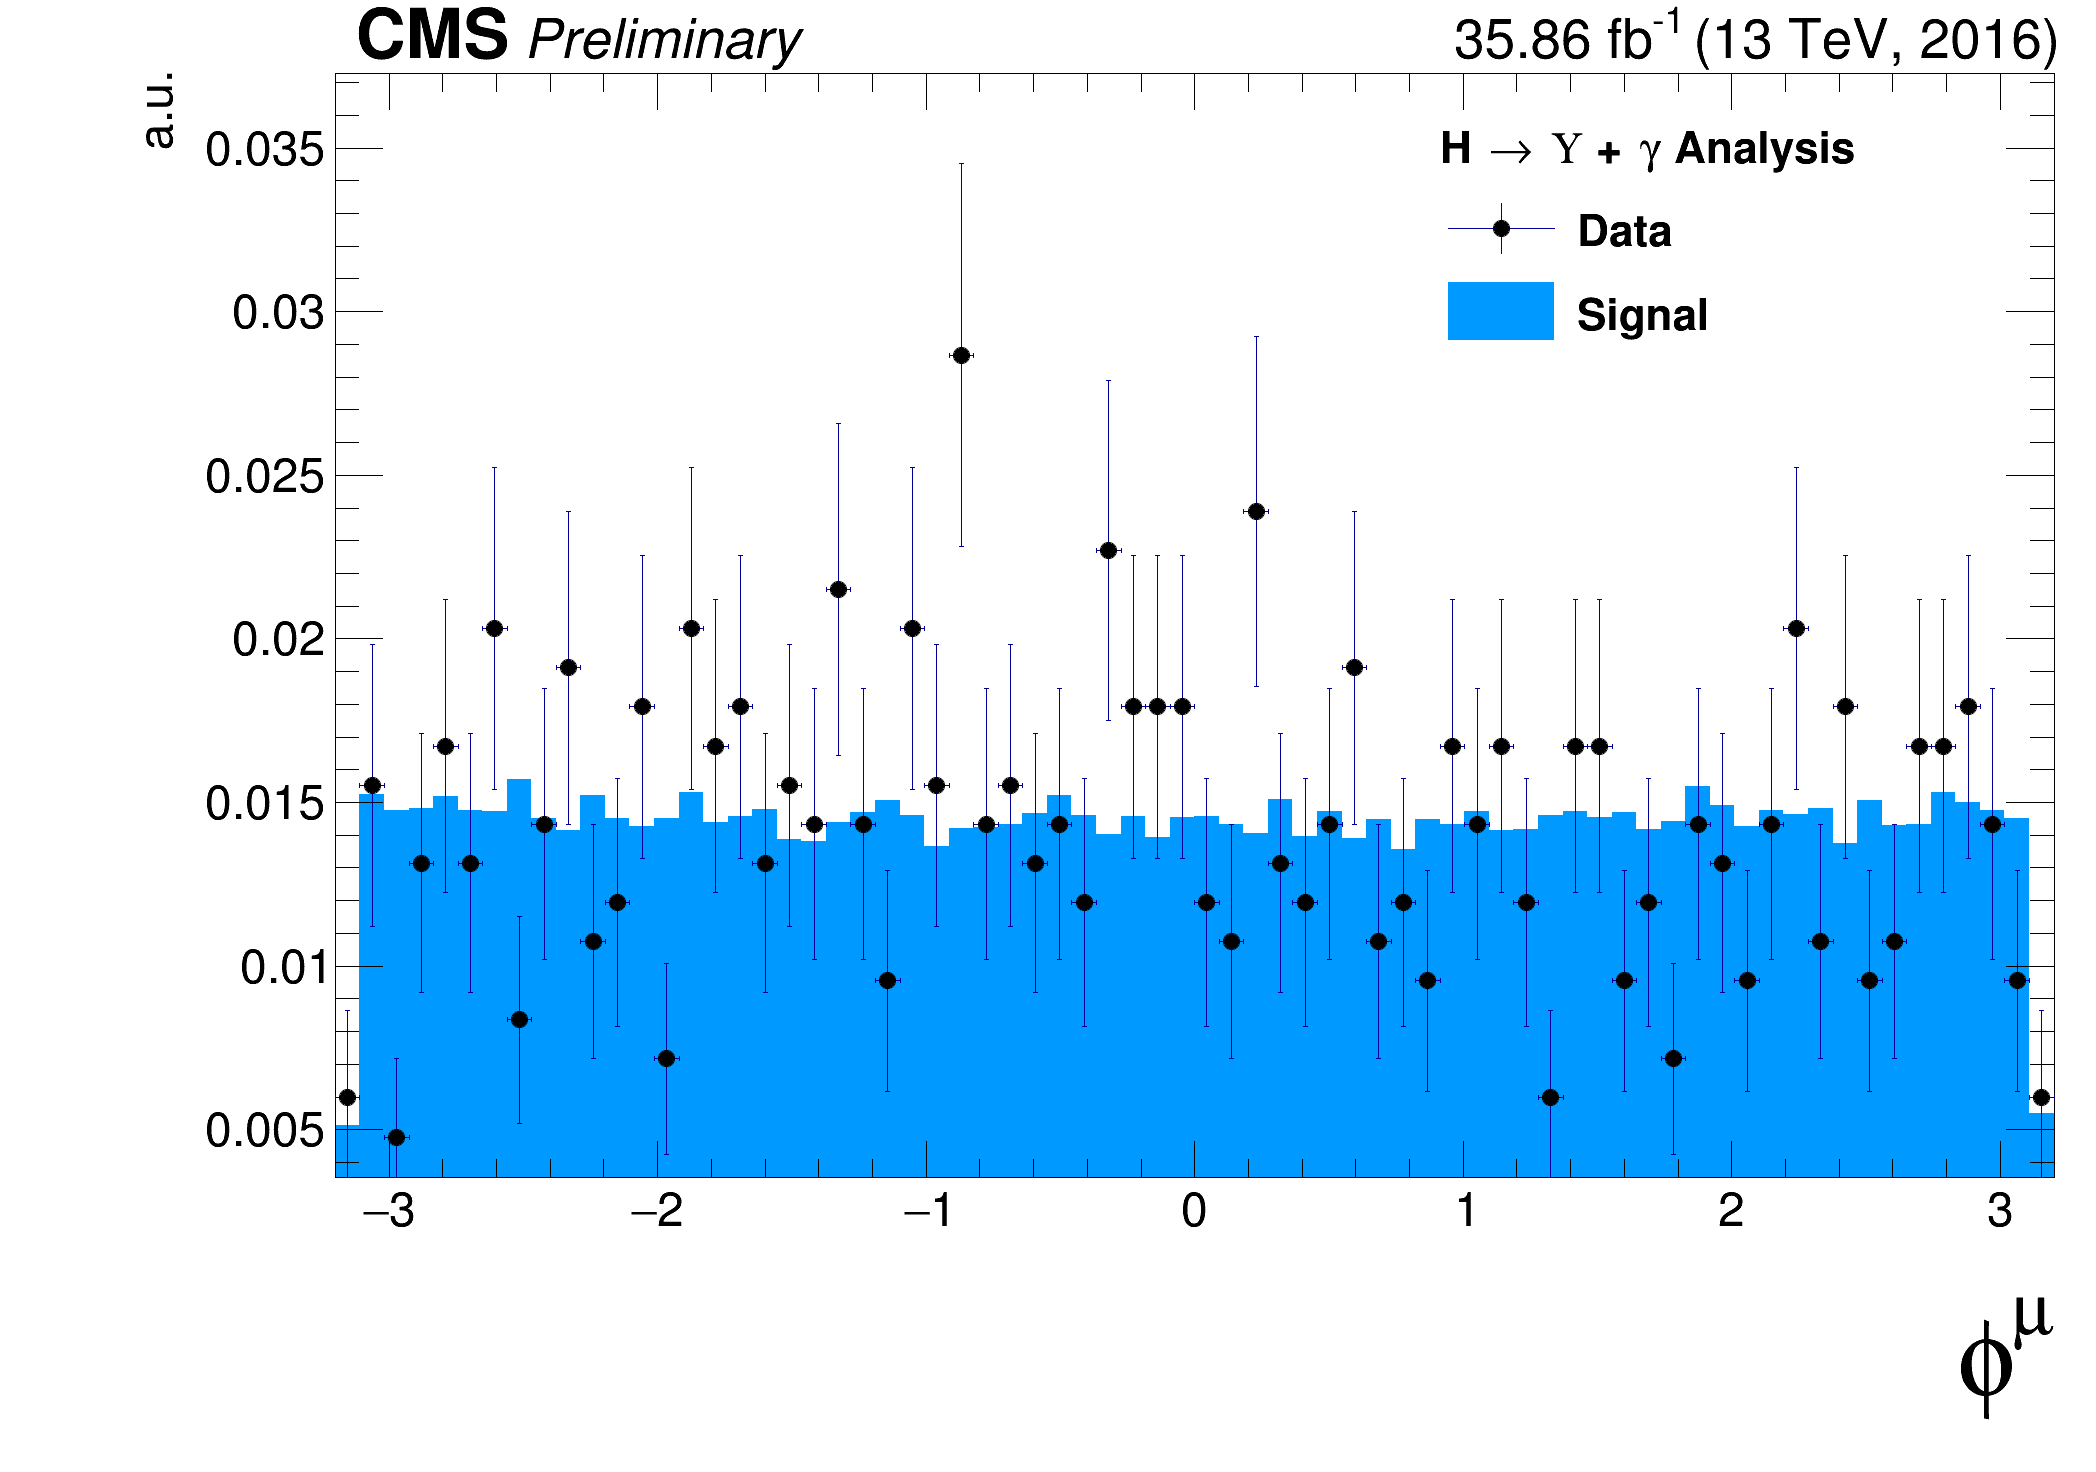 CMS Preliminary 35.86 fb⁻¹ (13 TeV, 2016)
a.u.
0.035
0.03
0.025
0.02
0.015
0.01
0.005
H → Υ + γ Analysis
Data
Signal
−3 −2 −1 0 1 2 3
ϕ^μ